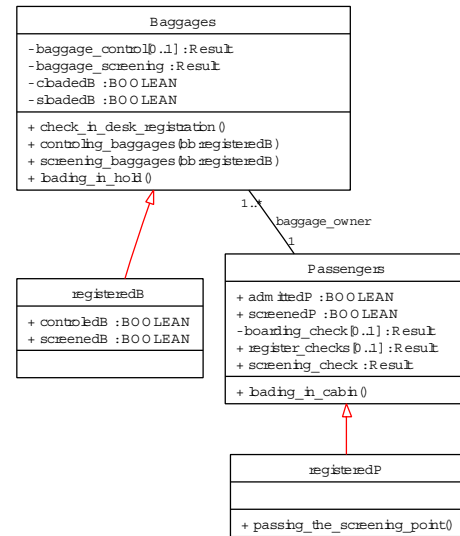 Baggages
-baggage_control[0..1]:Result
-baggage_screening :Result
-cloadedB :BOOLEAN
-sloadedB :BOOLEAN
+ check_in_desk_registration()
+ controling_baggages(bb:registeredB)
+ screening_baggages(bb:registeredB)
+ loading_in_hold()
1..*
baggage_owner
1
registeredB
+ controledB :BOOLEAN
+ screenedB :BOOLEAN
Passengers
+ admittedP :BOOLEAN
+ screenedP :BOOLEAN
-boarding_check[0..1]:Result
+ register_checks[0..1]:Result
+ screening_check :Result
+ loading_in_cabin()
registeredP
+ passing_the_screening_point()